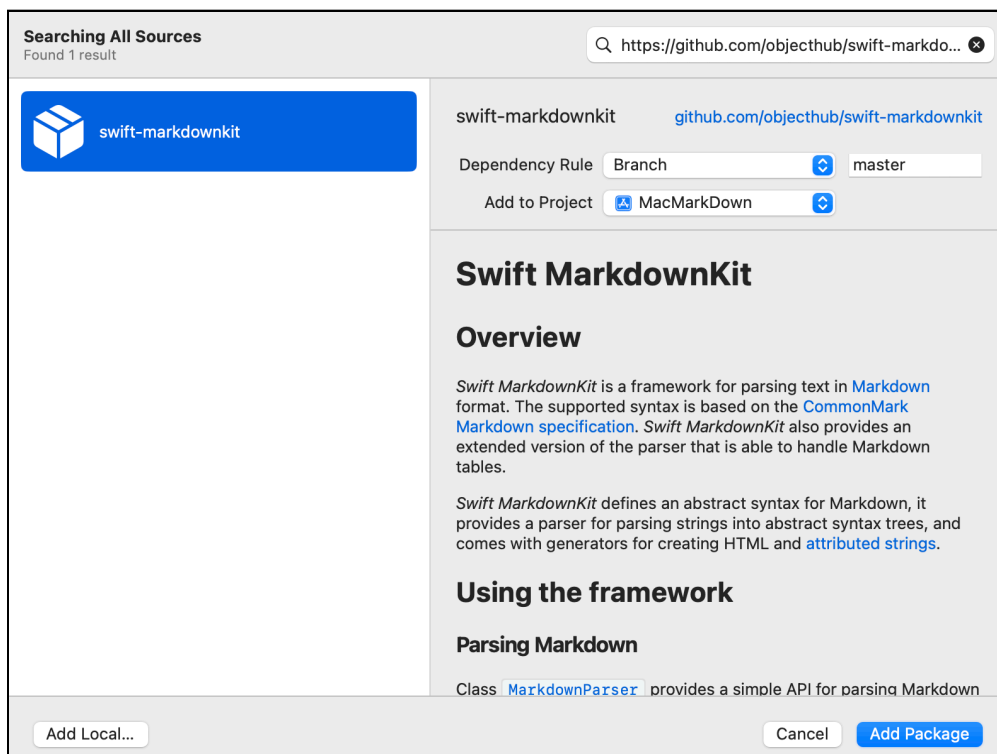 Searching All Sources
Found 1 result
https://github.com/objecthub/swift-markdo...
swift-markdownkit
swift-markdownkit
github.com/objecthub/swift-markdownkit
Dependency Rule
Branch
master
Add to Project
MacMarkDown
Swift MarkdownKit
Overview
Swift MarkdownKit is a framework for parsing text in Markdown
format. The supported syntax is based on the CommonMark
Markdown specification. Swift MarkdownKit also provides an
extended version of the parser that is able to handle Markdown
tables.
Swift MarkdownKit defines an abstract syntax for Markdown, it
provides a parser for parsing strings into abstract syntax trees, and
comes with generators for creating HTML and attributed strings.
Using the framework
Parsing Markdown
Class MarkdownParser provides a simple API for parsing Markdown
Add Local...
Cancel
Add Package